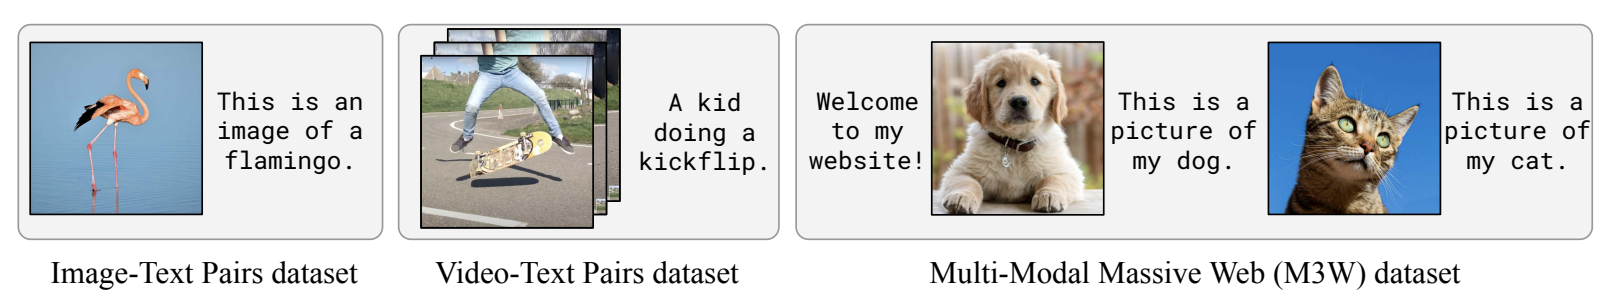 This is an
image of a
flamingo.
A kid
doing a
kickflip.
Welcome
to my
website!
This is a
picture of
my dog.
This is a
picture of
my cat.
Image-Text Pairs dataset
Video-Text Pairs dataset
Multi-Modal Massive Web (M3W) dataset